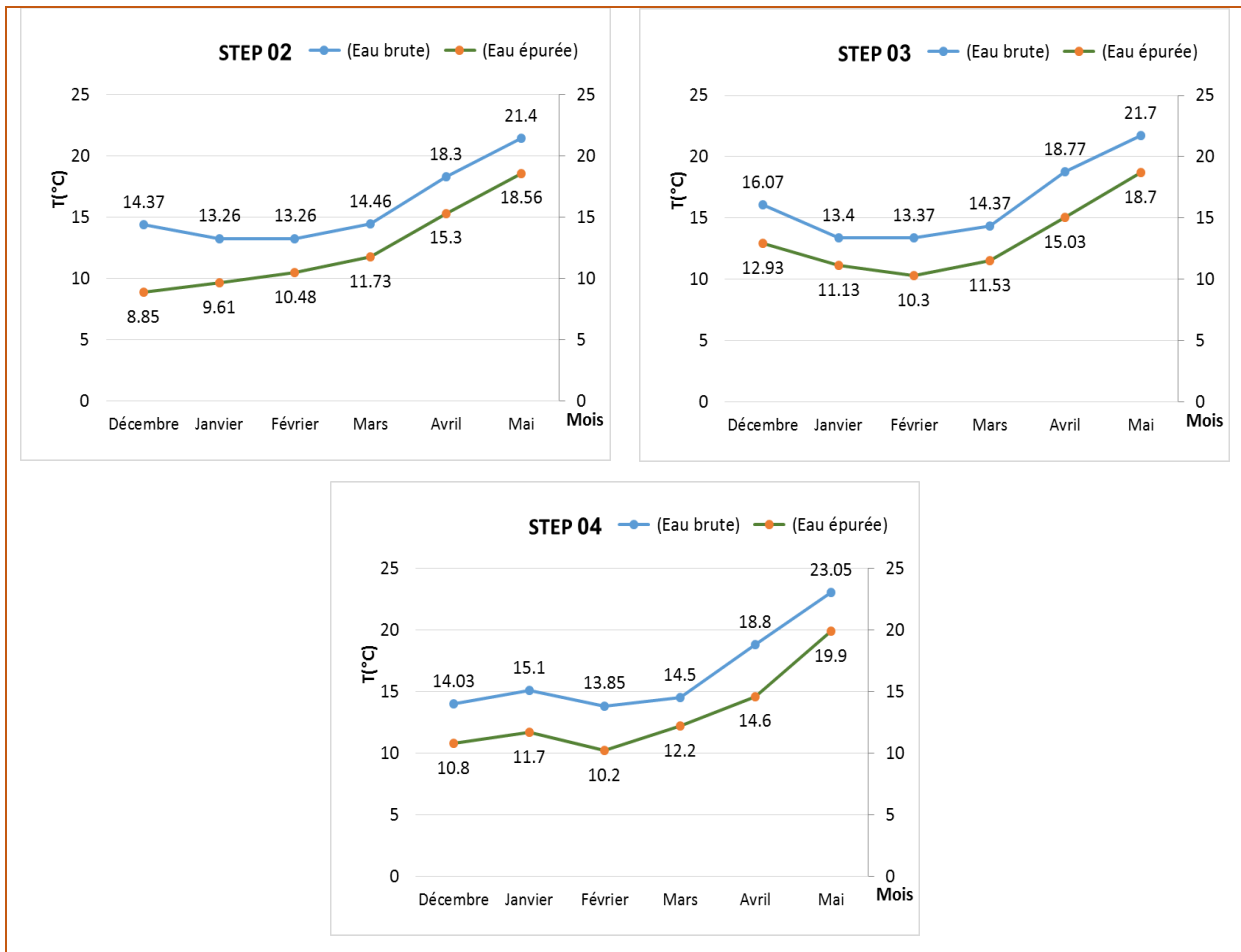 STEP 02 (Eau brute) (Eau épurée)
25 25
21.4
20 18.3 20
14.37 13.26 13.26 14.46 18.56
15 15
15.3
10 11.73 10
8.85 9.61 10.48
5 5
0 0
T(°C)
Décembre Janvier Février Mars Avril Mai Mois
STEP 03 (Eau brute) (Eau épurée)
25 25
21.7
20 18.77 20
16.07 13.4 13.37 14.37 18.7
15 15
15.03
12.93 11.13 10.3 11.53
10 10
5 5
0 0
T(°C)
Décembre Janvier Février Mars Avril Mai Mois
STEP 04 (Eau brute) (Eau épurée)
25 23.05 25
20 18.8 20
14.03 15.1 13.85 14.5 19.9
15 15
14.6
10.8 11.7 10.2 12.2
10 10
5 5
0 0
T(°C)
Décembre Janvier Février Mars Avril Mai Mois